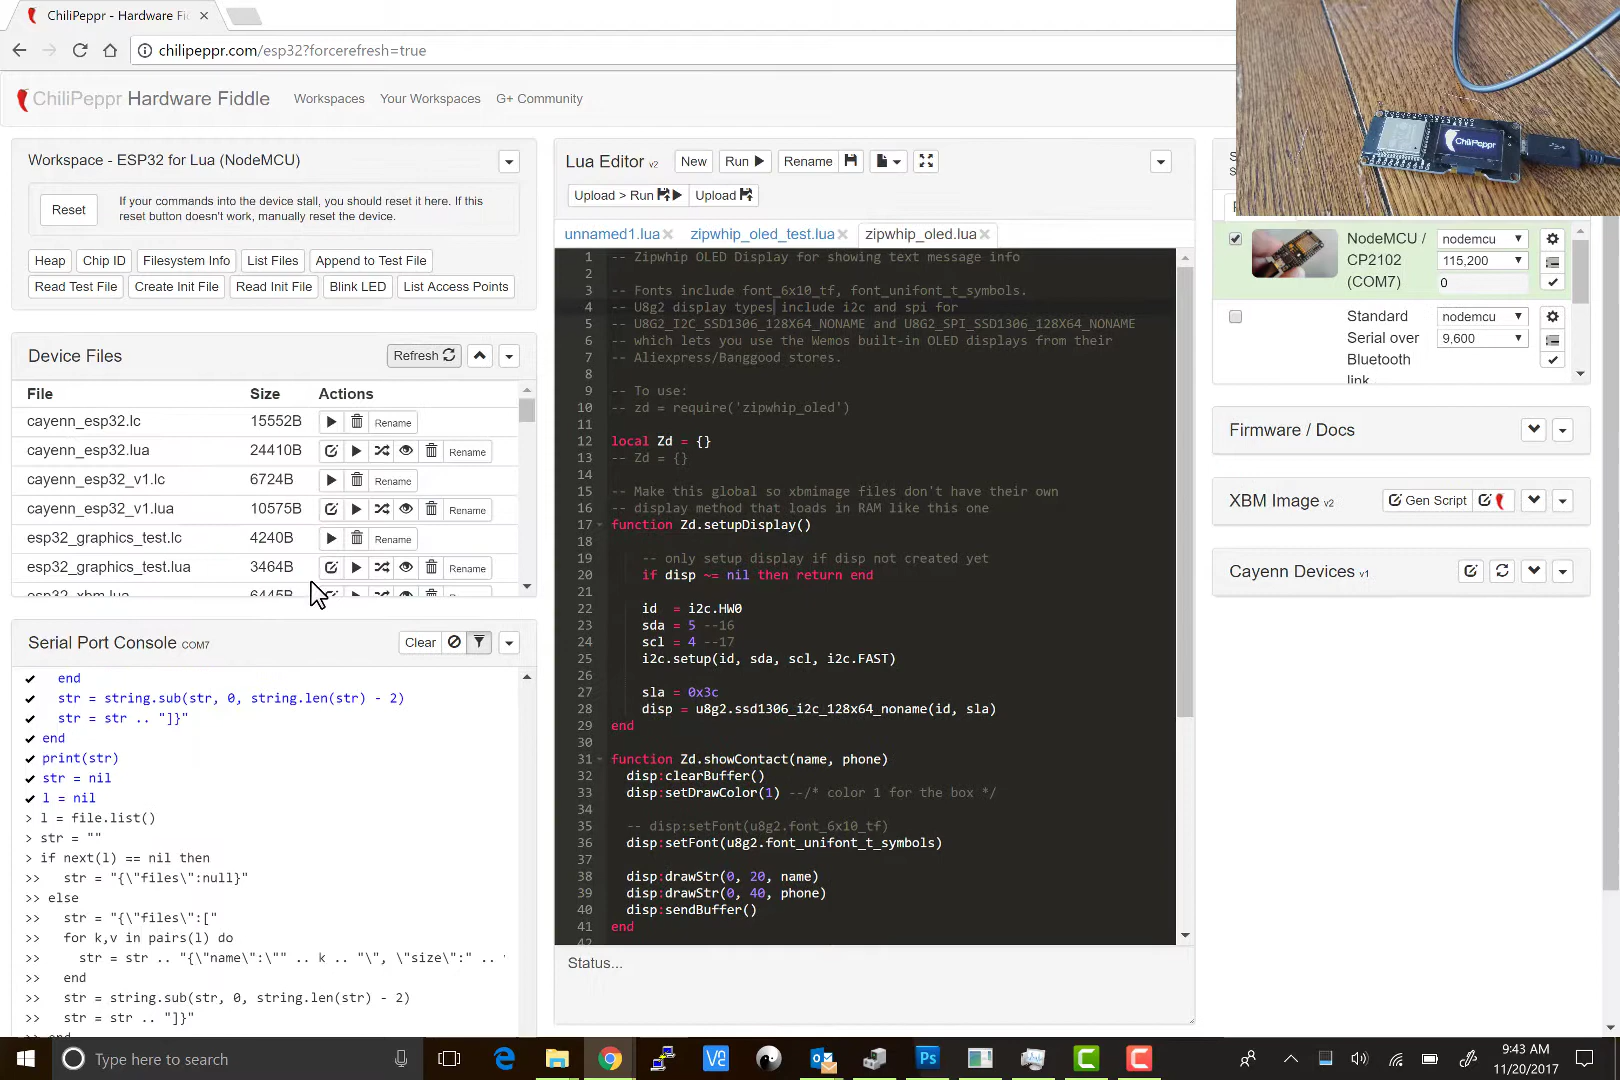 ChiliPeppr - Hardware Fid
chilipeppr.com/esp32?forcerefresh=true
ChiliPeppr Hardware Fiddle
Workspaces
Your Workspaces
G+ Community
Workspace - ESP32 for Lua (NodeMCU)
Reset
If your commands into the device stall, you should reset it here. If this
reset button doesn't work, manually reset the device.
Heap
Chip ID
Filesystem Info
List Files
Append to Test File
Read Test File
Create Init File
Read Init File
Blink LED
List Access Points
Device Files
Refresh
File
Size
Actions
cayenn_esp32.lc
15552B
Rename
cayenn_esp32.lua
24410B
Rename
cayenn_esp32_v1.lc
6724B
Rename
cayenn_esp32_v1.lua
10575B
Rename
esp32_graphics_test.lc
4240B
Rename
esp32_graphics_test.lua
3464B
Rename
esp32_xbm.lua
6445B
Serial Port Console COM7
Clear
end
str = string.sub(str, 0, string.len(str) - 2)
str = str .. "]}"
end
print(str)
str = nil
l = nil
> l = file.list()
> str = ""
> if next(l) == nil then
>> str = "{\"files\":null}"
>> else
>> str = "{\"files\":["
>> for k,v in pairs(l) do
>> str = str .. "{\"name\":\"" .. k .. "\", \"size\":" ..
>> end
>> str = string.sub(str, 0, string.len(str) - 2)
>> str = str .. "]}"
>> end
Lua Editor v2
New
Run
Rename
Upload > Run
Upload
unnamed1.lua
zipwhip_oled_test.lua
zipwhip_oled.lua
1 -- Zipwhip OLED Display for showing text message info
2
3 -- Fonts include font_6x10_tf, font_unifont_t_symbols.
4 -- U8g2 display types include i2c and spi for
5 -- U8G2_I2C_SSD1306_128X64_NONAME and U8G2_SPI_SSD1306_128X64_NONAME
6 -- which lets you use the Wemos built-in OLED displays from their
7 -- Aliexpress/Banggood stores.
8
9 -- To use:
10 -- zd = require('zipwhip_oled')
11
12 local Zd = {}
13 -- Zd = {}
14
15 -- Make this global so xbmimage files don't have their own
16 -- display method that loads in RAM like this one
17 function Zd.setupDisplay()
18
19 -- only setup display if disp not created yet
20 if disp ~= nil then return end
21
22 id = i2c.HW0
23 sda = 5 --16
24 scl = 4 --17
25 i2c.setup(id, sda, scl, i2c.FAST)
26
27 sla = 0x3c
28 disp = u8g2.ssd1306_i2c_128x64_noname(id, sla)
29 end
30
31 function Zd.showContact(name, phone)
32 disp:clearBuffer()
33 disp:setDrawColor(1) --/* color 1 for the box */
34
35 -- disp:setFont(u8g2.font_6x10_tf)
36 disp:setFont(u8g2.font_unifont_t_symbols)
37
38 disp:drawStr(0, 20, name)
39 disp:drawStr(0, 40, phone)
40 disp:sendBuffer()
41 end
42
Status...
ChiliPeppr
NodeMCU /
CP2102
(COM7)
nodemcu
115,200
0
Standard
Serial over
Bluetooth
link
nodemcu
9,600
Firmware / Docs
XBM Image v2
Gen Script
Cayenn Devices v1
Type here to search
9:43 AM
11/20/2017